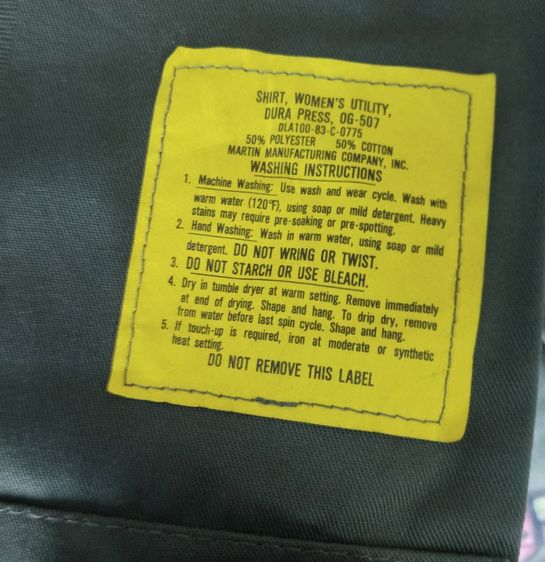 SHIRT, WOMEN'S UTILITY,
DURA PRESS, OG-507
DLA100-83-C-0775
50% POLYESTER 50% COTTON
MARTIN MANUFACTURING COMPANY, INC.
WASHING INSTRUCTIONS
1. Machine Washing: Use wash and wear cycle. Wash with
warm water (120°F), using soap or mild detergent. Heavy
stains may require pre-soaking or pre-spotting.
2. Hand Washing: Wash in warm water, using soap or mild
detergent. DO NOT WRING OR TWIST.
3. DO NOT STARCH OR USE BLEACH.
4. Dry in tumble dryer at warm setting. Remove immediately
at end of drying. Shape and hang. To drip dry, remove
from water before last spin cycle. Shape and hang.
5. If touch-up is required, iron at moderate or synthetic
heat setting.
DO NOT REMOVE THIS LABEL